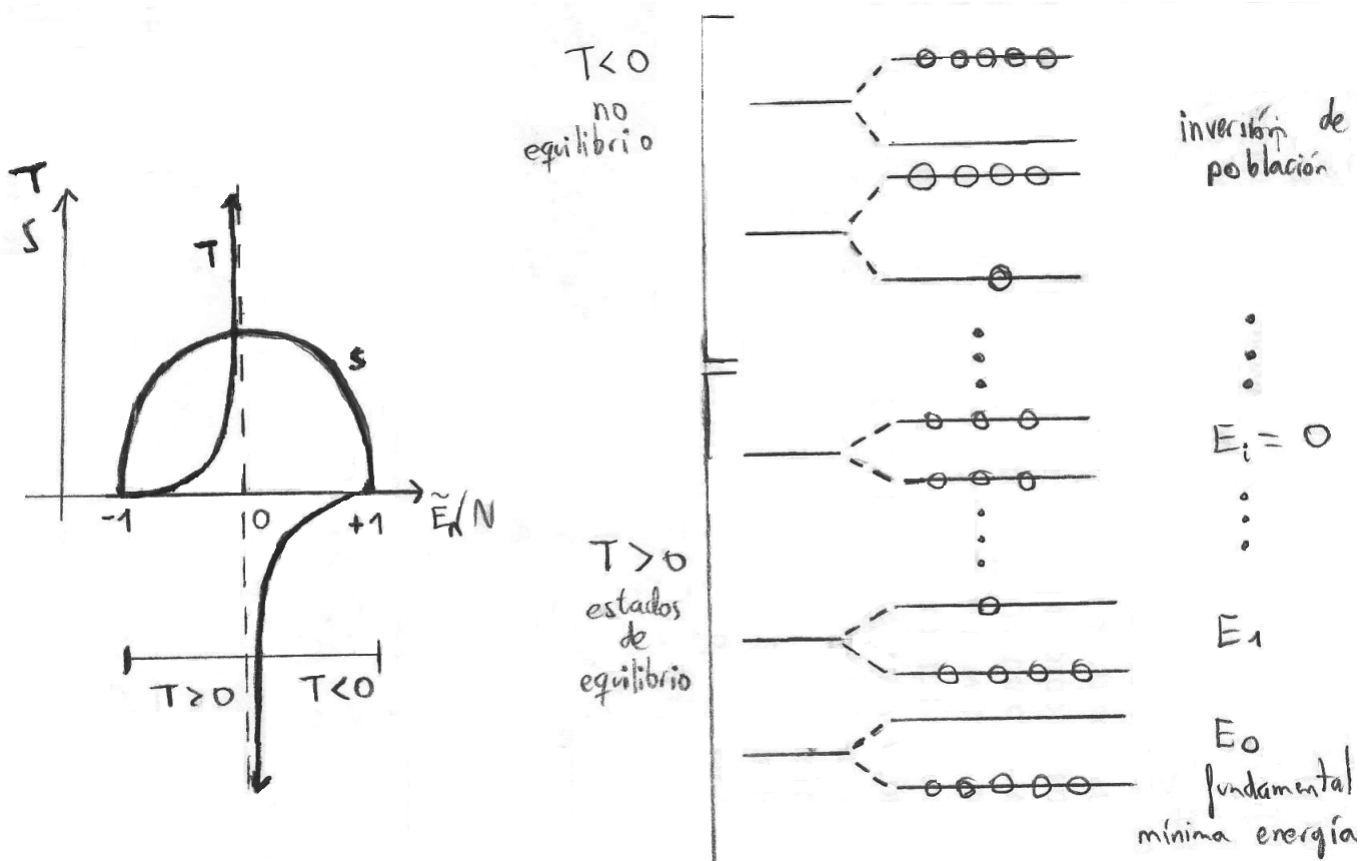 T
S
T
S
-1
0
+1
Ẽₙ/N
T≥0
T<0
T<0
no
equilibrio
T>0
estados
de
equilibrio
inversión de
población
Eᵢ = 0
E₁
E₀
fundamental
mínima energía